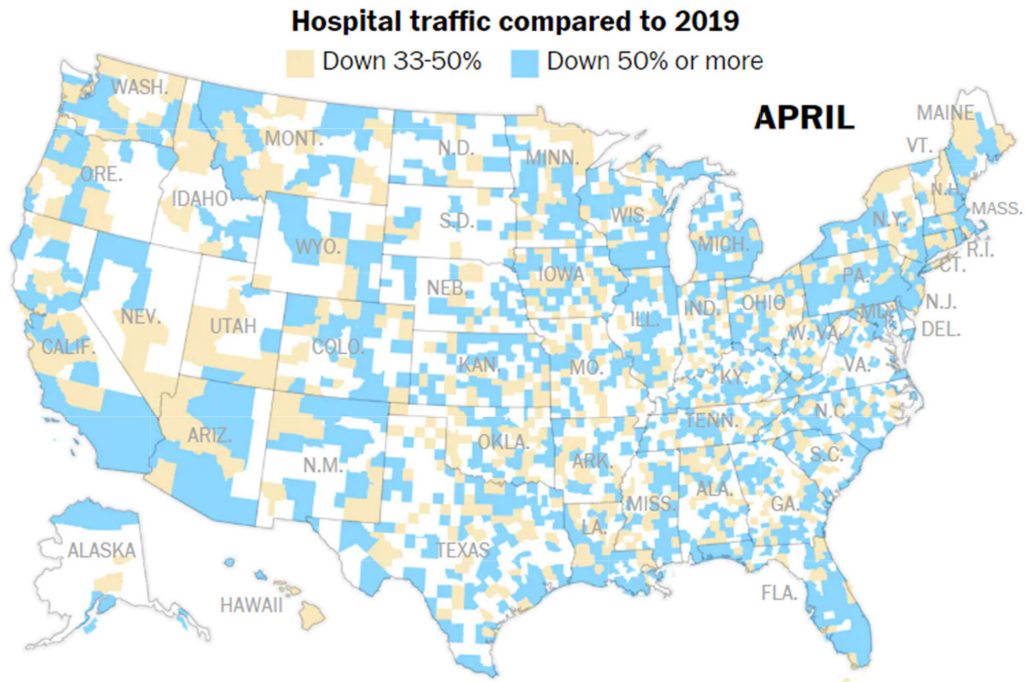 Hospital traffic compared to 2019
Down 33-50% Down 50% or more
APRIL
WASH.
MONT.
N.D.
MINN.
MAINE
VT.
ORE.
IDAHO
S.D.
WIS.
N.H.
MASS.
WYO.
MICH.
N.Y.
R.I.
CT.
NEB.
IOWA
PA.
NEV.
UTAH
COLO.
ILL.
IND.
OHIO
MD.
N.J.
DEL.
CALIF.
KAN.
MO.
W. VA.
VA.
KY.
ARIZ.
N.M.
OKLA.
ARK.
TENN.
N.C.
S.C.
MISS.
ALA.
GA.
LA.
ALASKA
TEXAS
HAWAII
FLA.